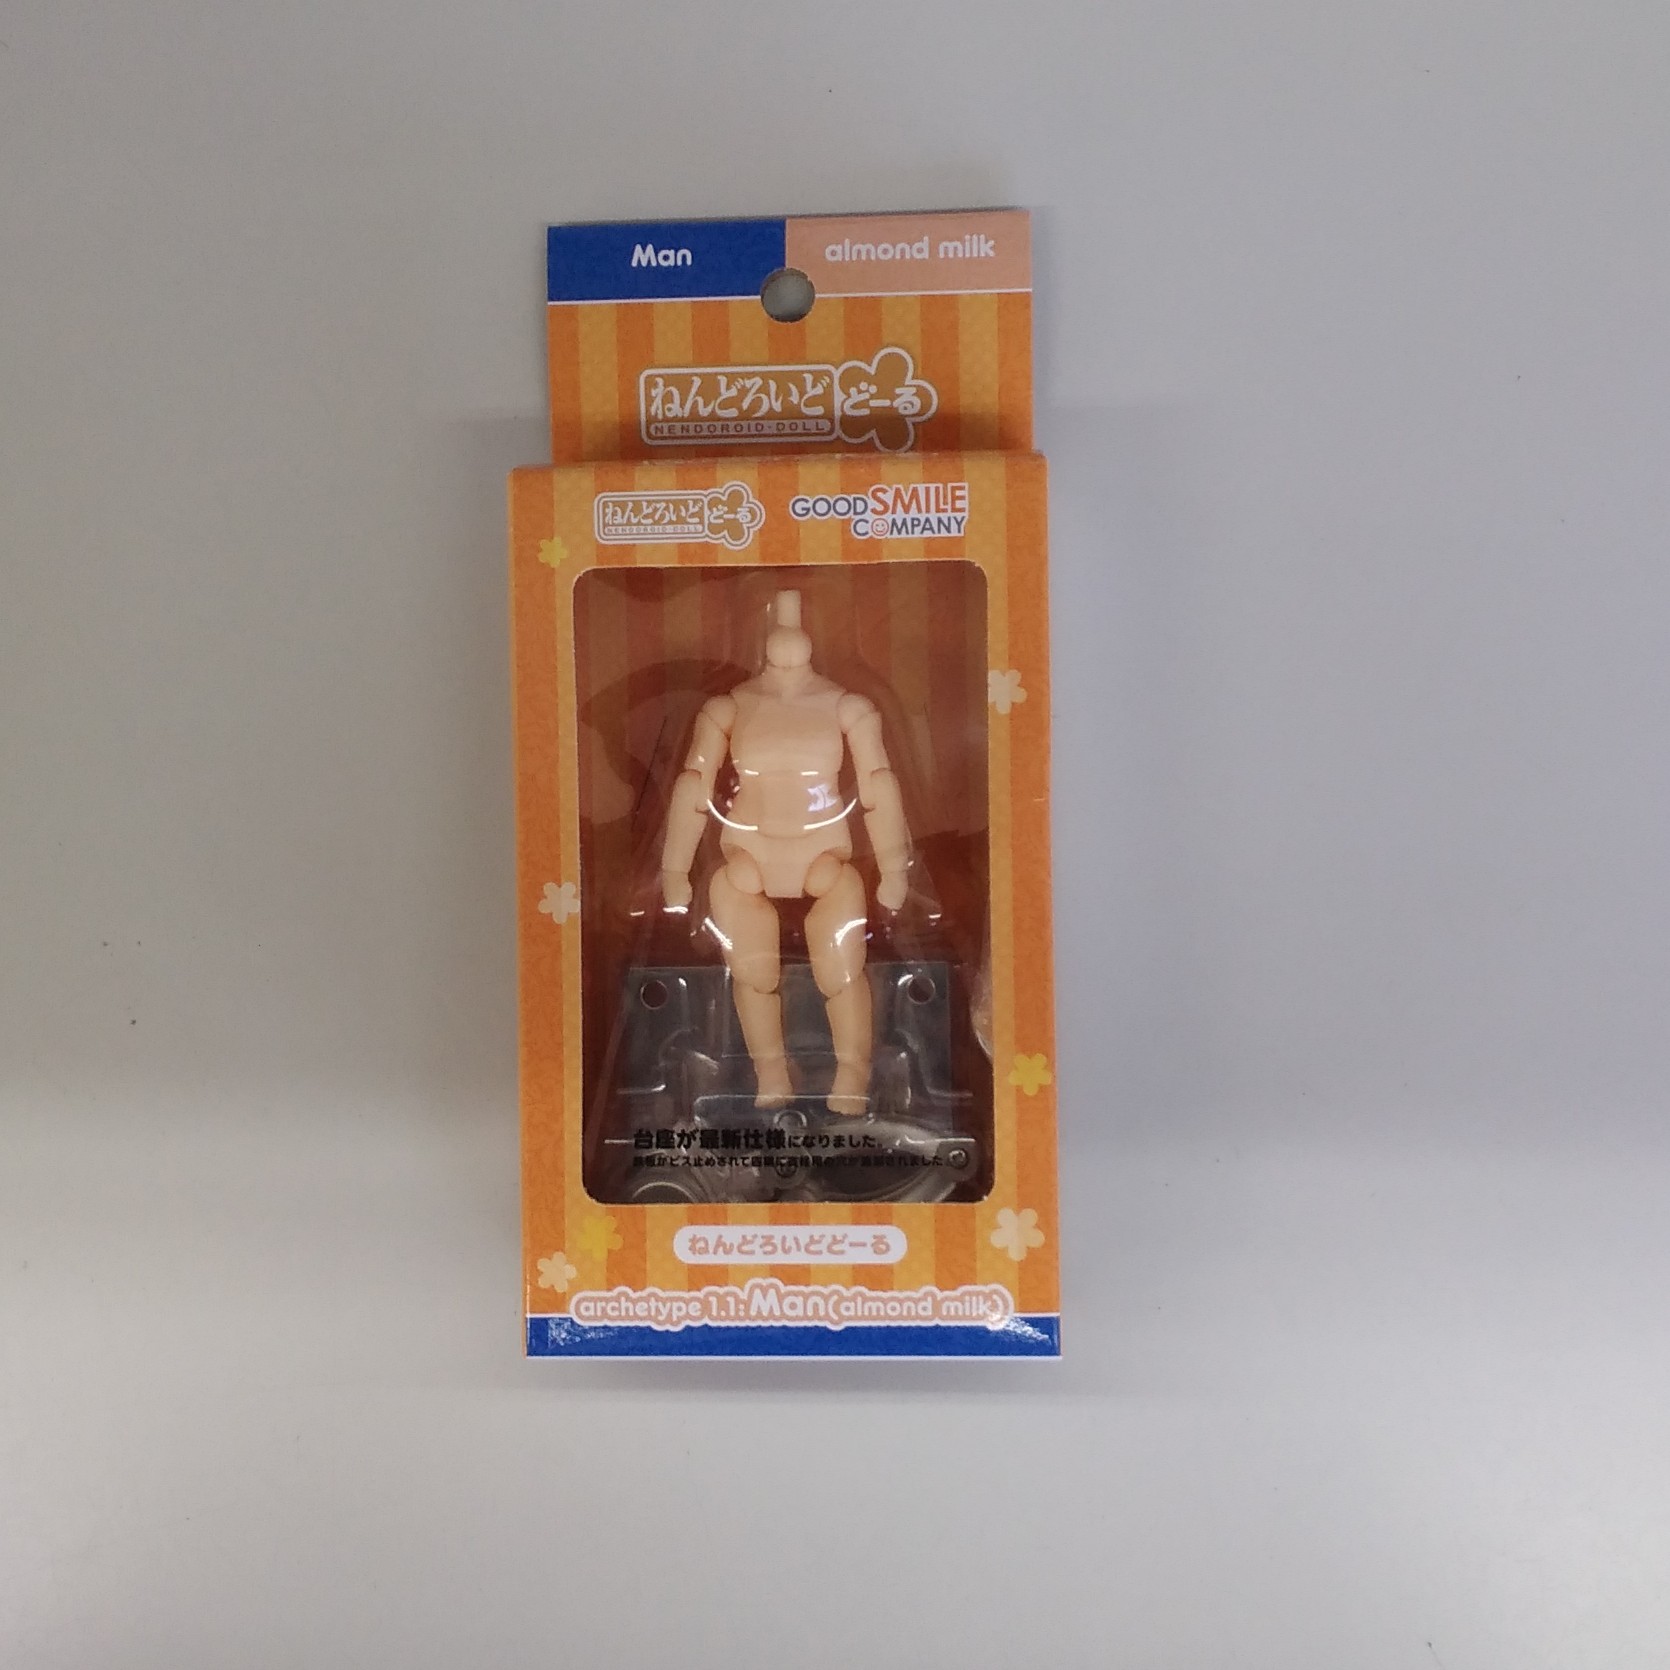 Man
almond milk
ねんどろいど どーる
NENDOROID-DOLL
ねんどろいど どーる
NENDOROID-DOLL
GOOD SMILE
COMPANY
台座が最新仕様になりました。
ねんどろいどどーる
archetype 1.1: Man(almond milk)